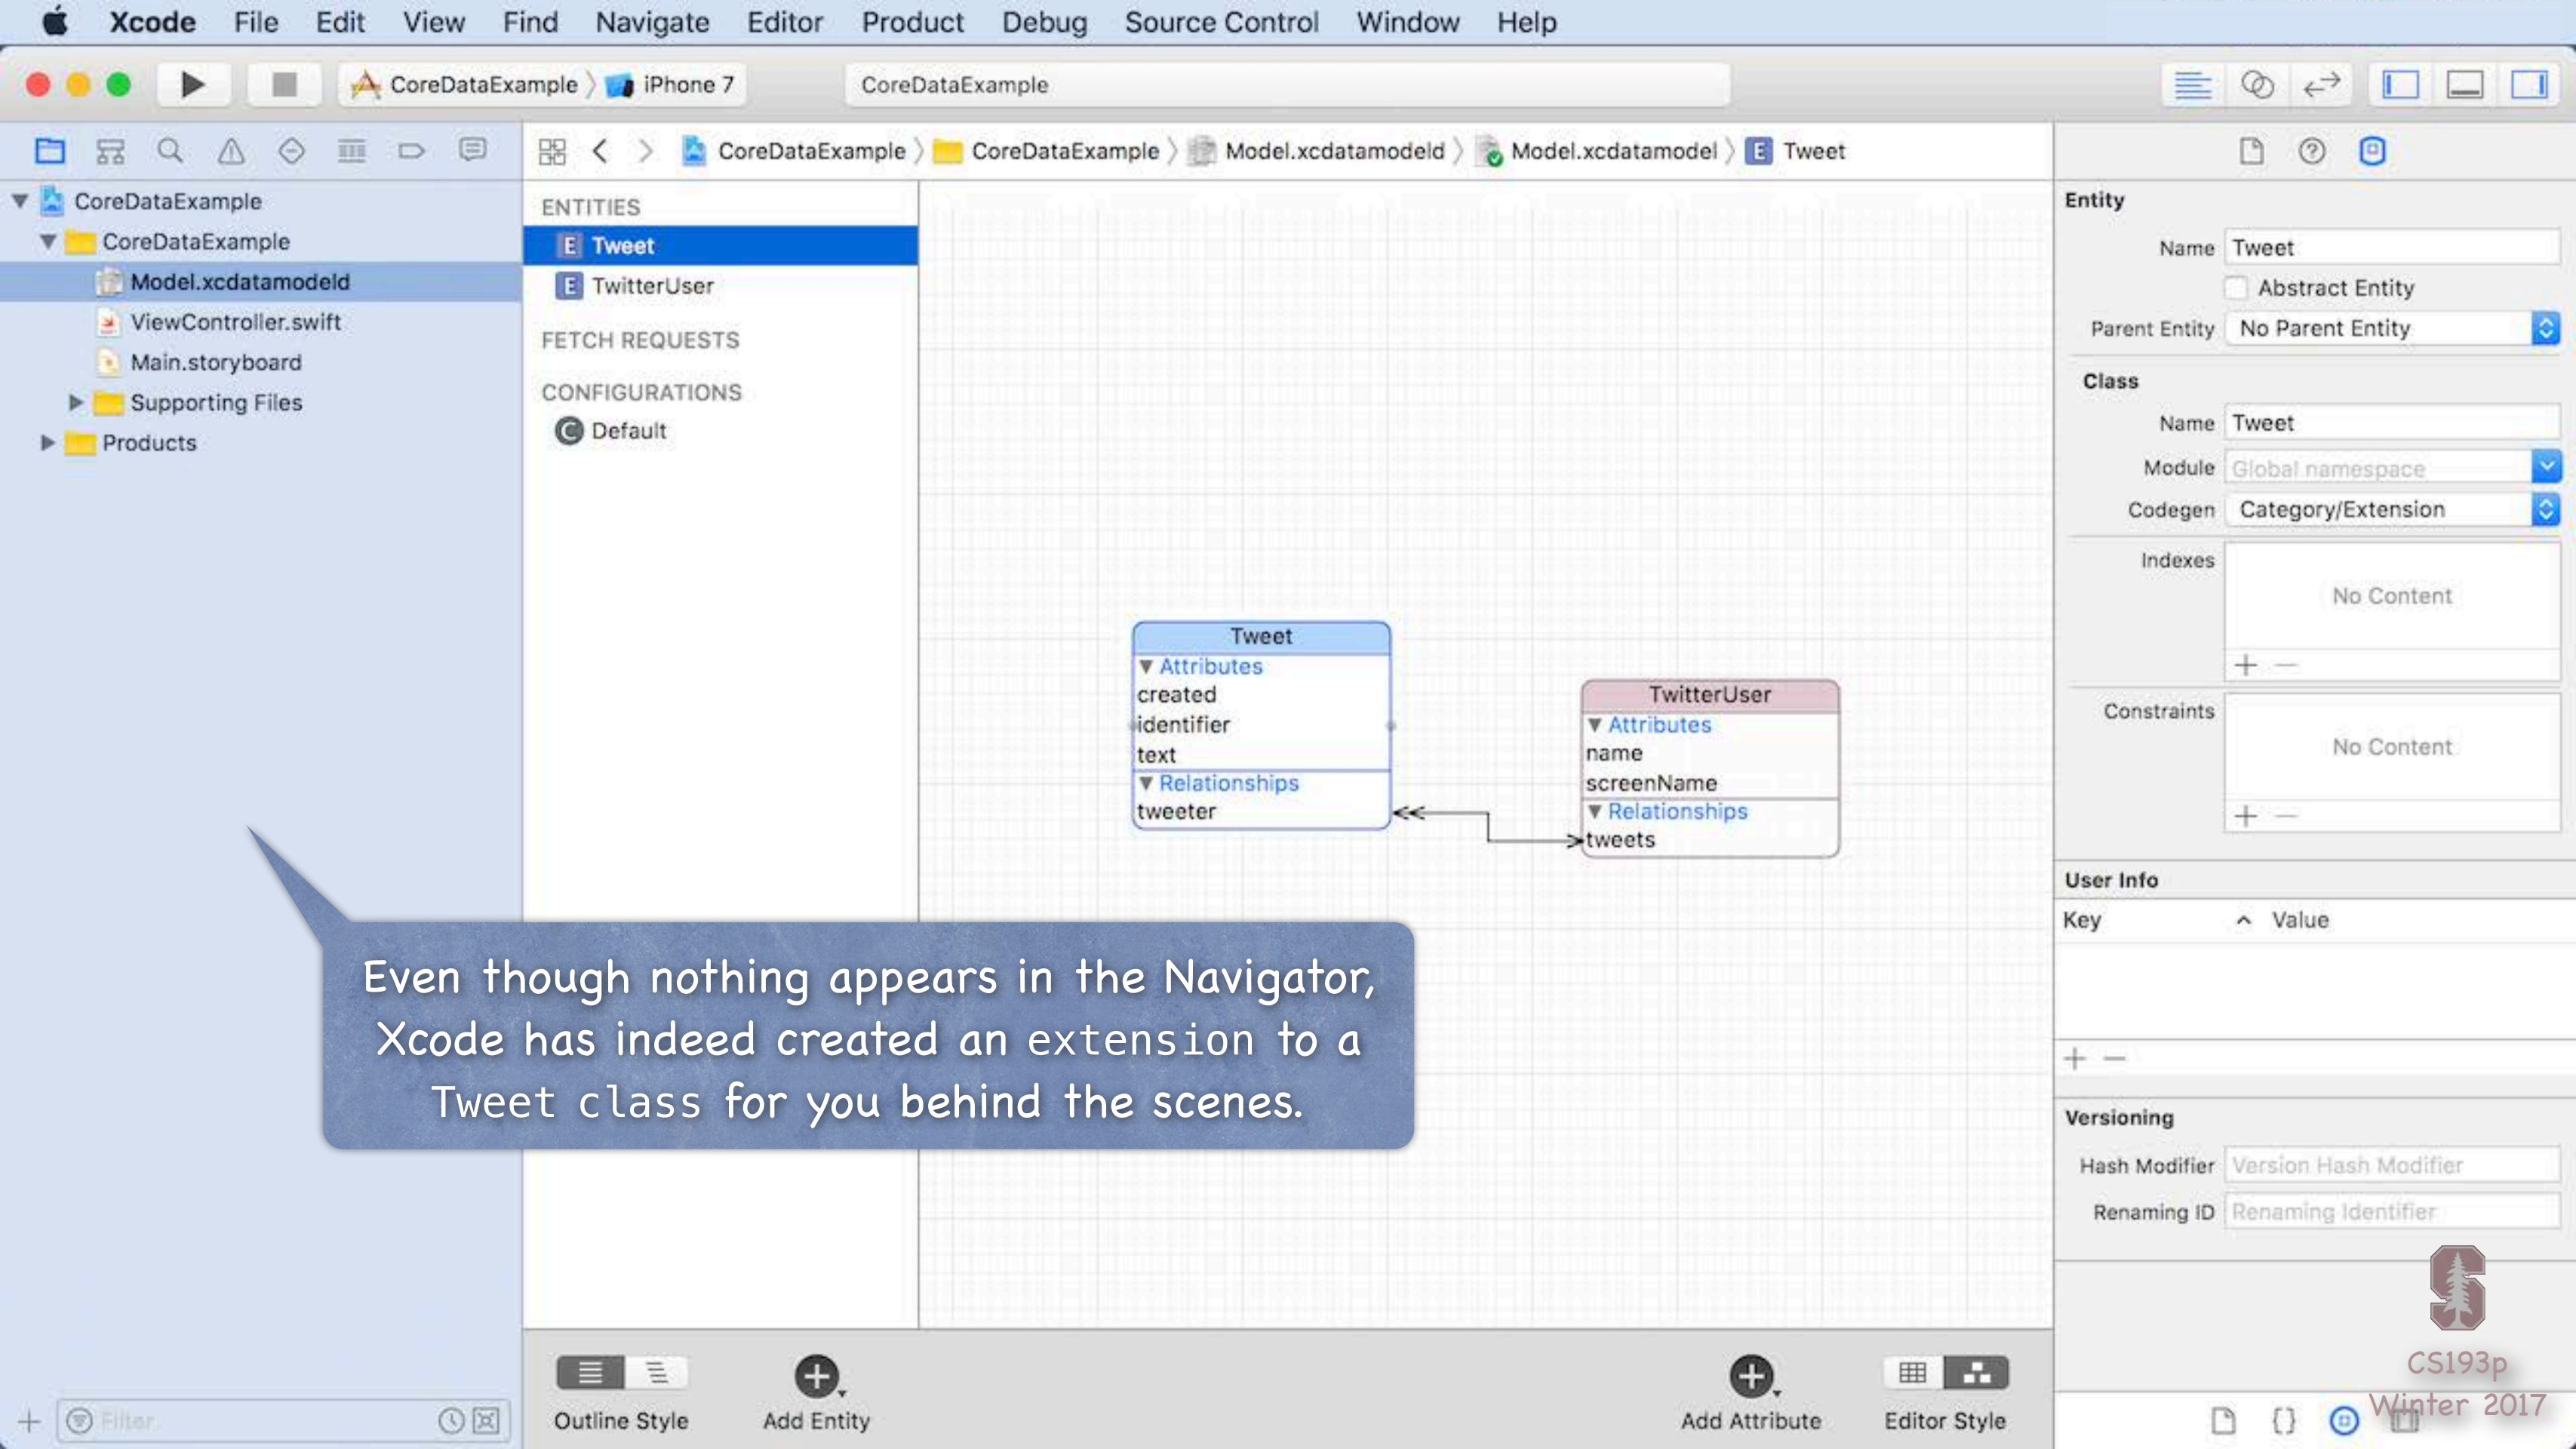 Xcode File Edit View Find Navigate Editor Product Debug Source Control Window Help
CoreDataExample iPhone 7
CoreDataExample
CoreDataExample CoreDataExample Model.xcdatamodeld Model.xcdatamodel E Tweet
CoreDataExample
CoreDataExample
Model.xcdatamodeld
ViewController.swift
Main.storyboard
Supporting Files
Products
Filter
ENTITIES
E Tweet
E TwitterUser
FETCH REQUESTS
CONFIGURATIONS
C Default
Tweet
Attributes
created
identifier
text
Relationships
tweeter
TwitterUser
Attributes
name
screenName
Relationships
tweets
Even though nothing appears in the Navigator,
Xcode has indeed created an extension to a
Tweet class for you behind the scenes.
Outline Style
Add Entity
Add Attribute
Editor Style
Entity
Name Tweet
Abstract Entity
Parent Entity No Parent Entity
Class
Name Tweet
Module Global namespace
Codegen Category/Extension
Indexes
No Content
Constraints
No Content
User Info
Key Value
Versioning
Hash Modifier Version Hash Modifier
Renaming ID Renaming Identifier
S
CS193p
Winter 2017